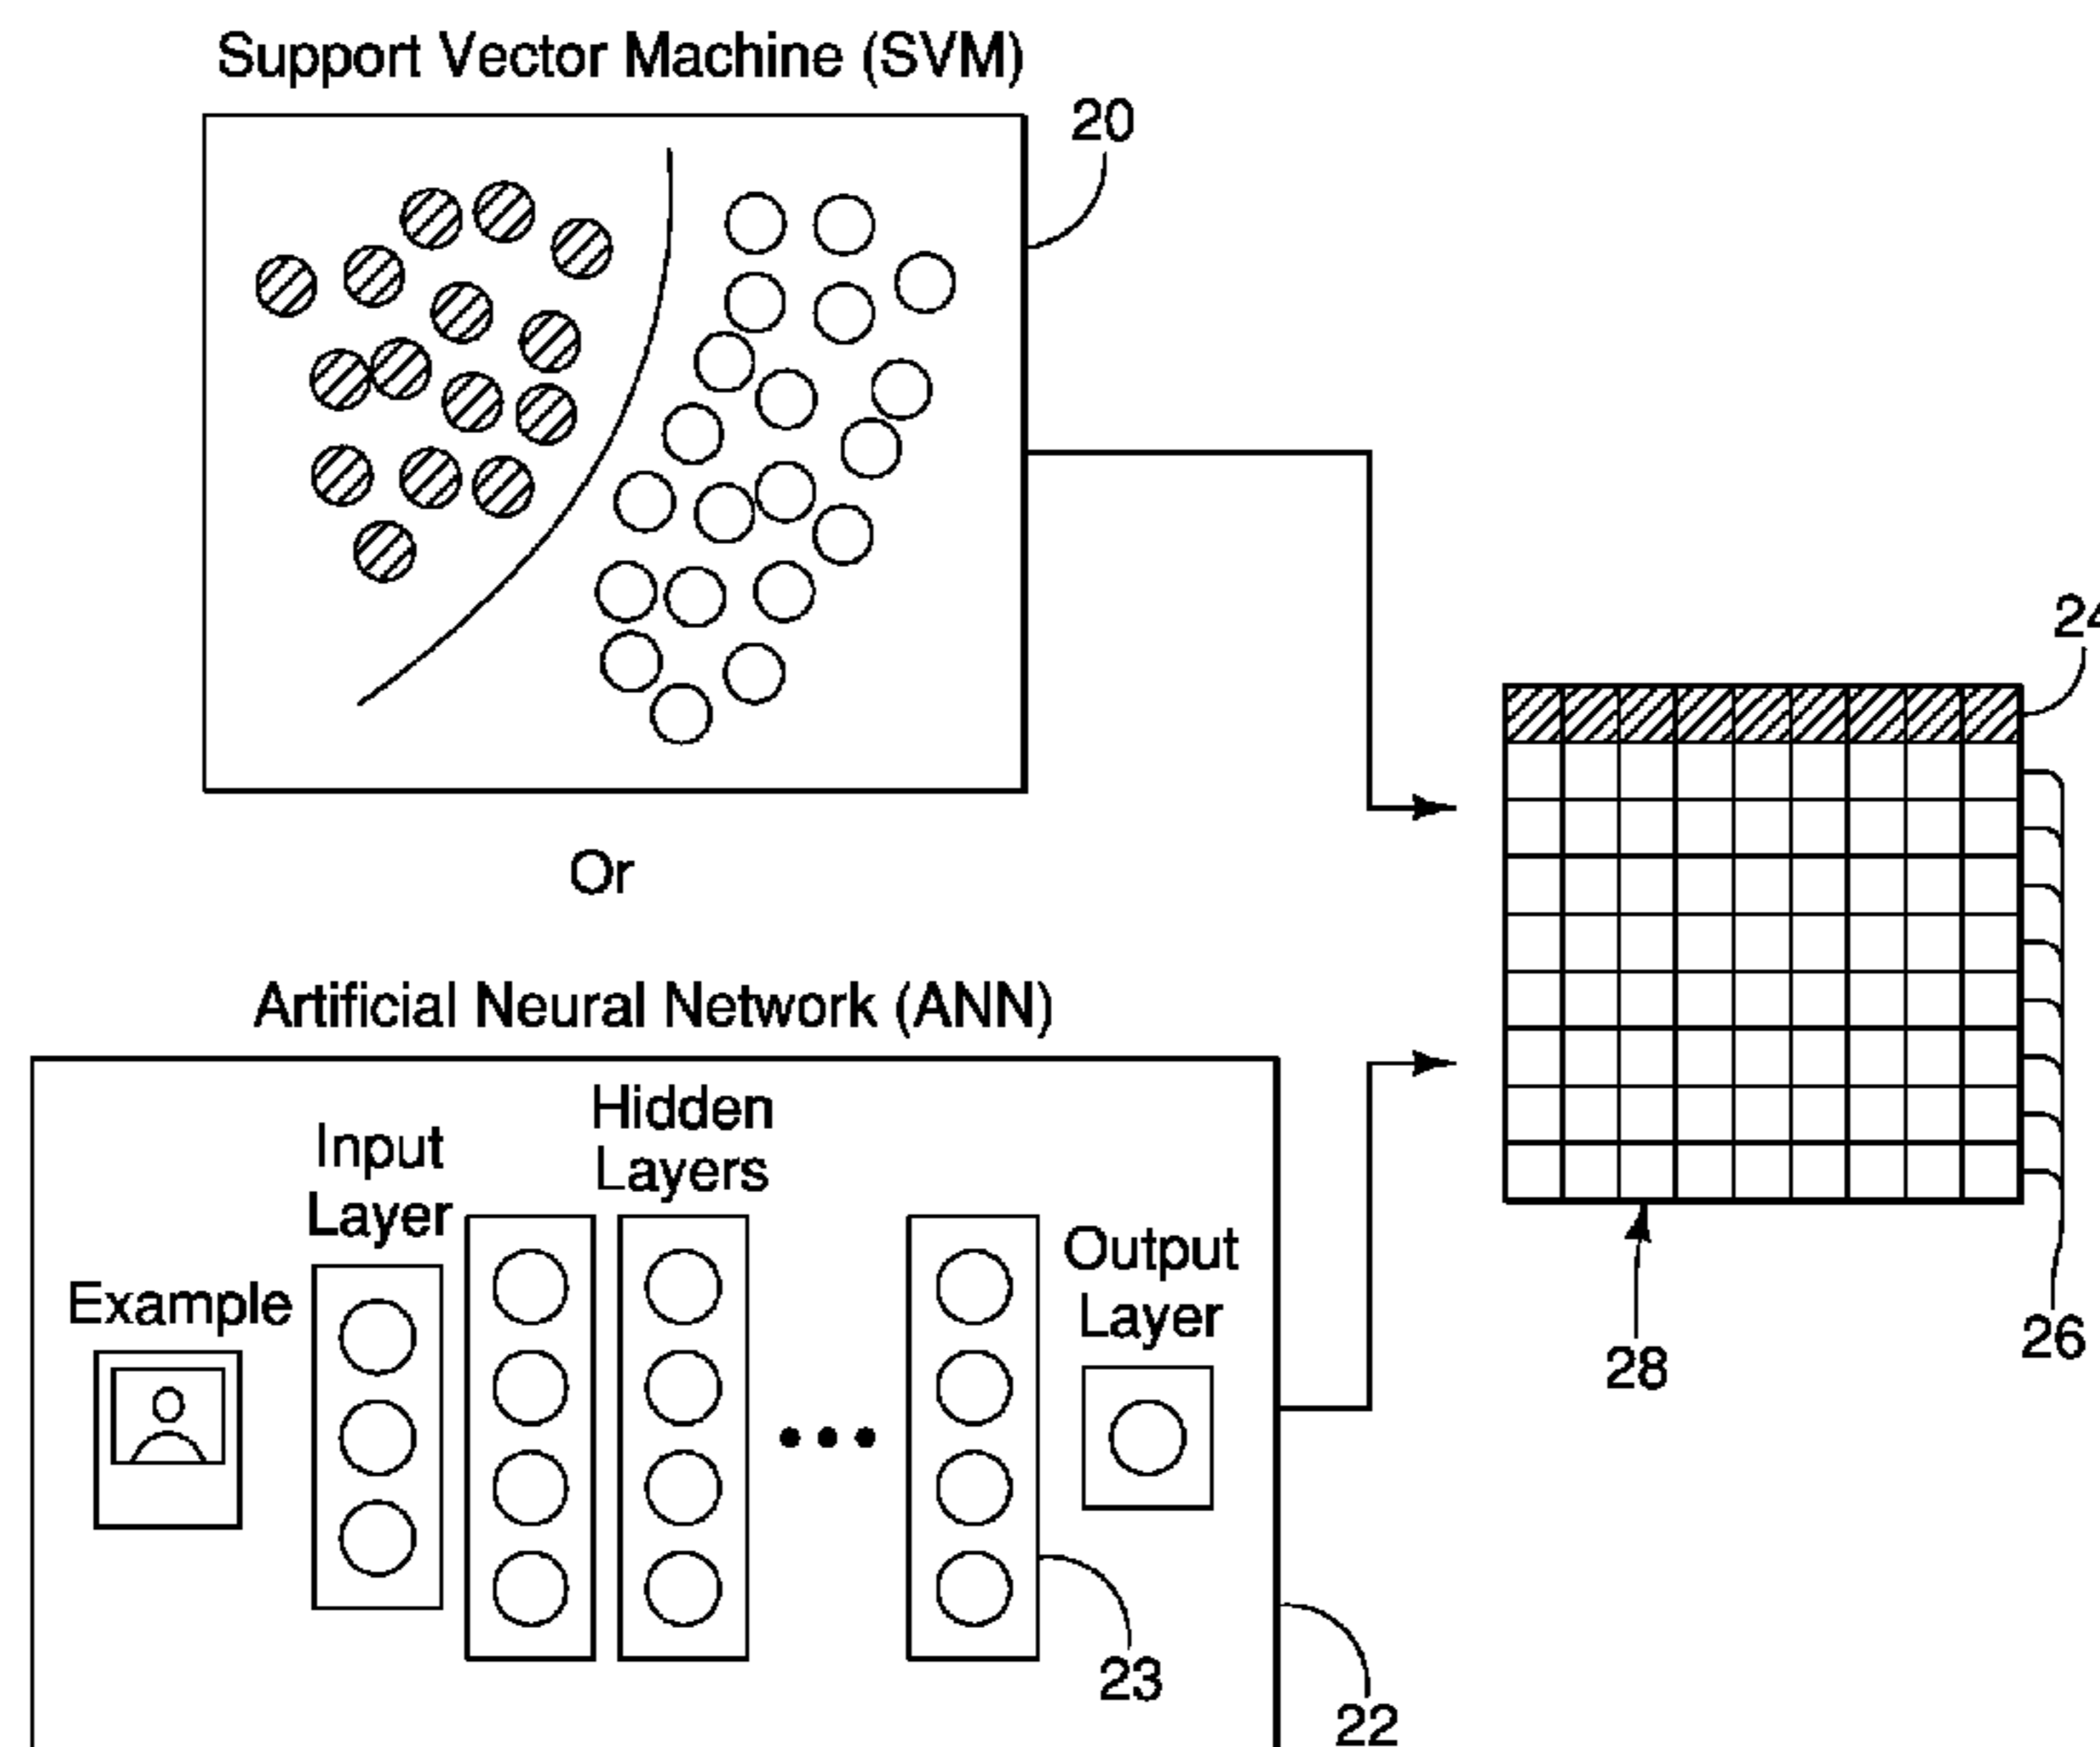 Support Vector Machine (SVM)
20
24
Or
Artificial Neural Network (ANN)
Hidden
Layers
Input
Layer
Output
Layer
Example
28
26
23
22